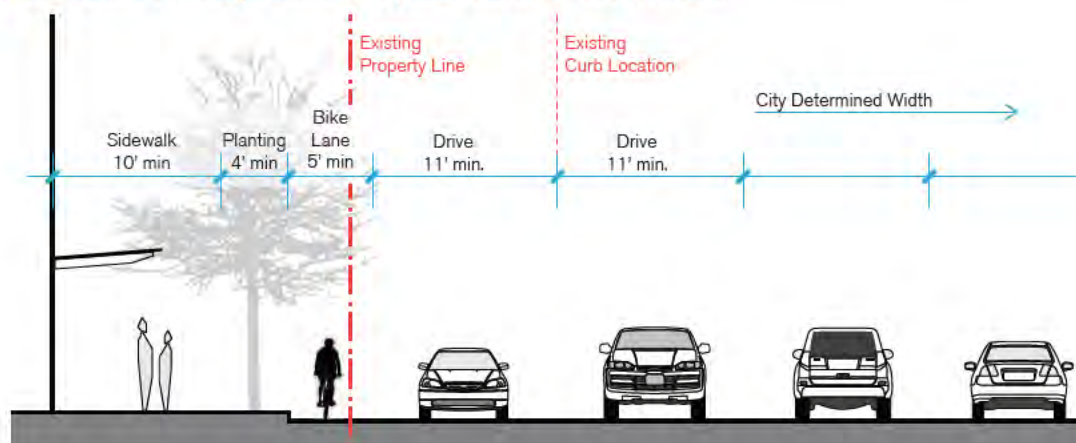 Existing
Property Line
Existing
Curb Location
City Determined Width
Sidewalk
10' min
Planting
4' min
Bike
Lane
5' min
Drive
11' min.
Drive
11' min.